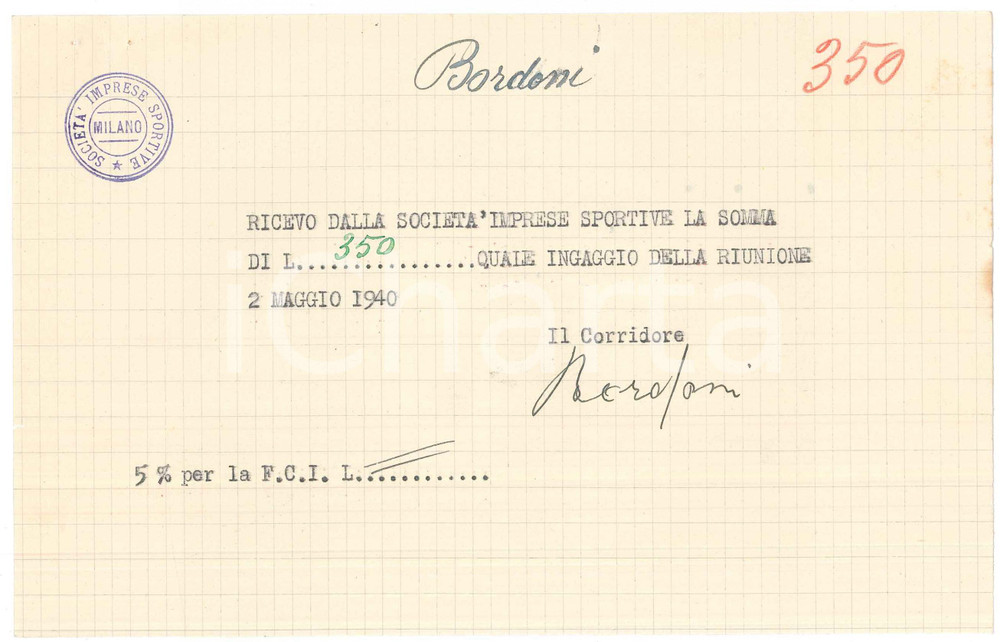 Bordoni
350
SOCIETA' IMPRESE SPORTIVE
MILANO
RICEVO DALLA SOCIETA'IMPRESE SPORTIVE LA SOMMA
DI L....350............QUALE INGAGGIO DELLA RIUNIONE
2 MAGGIO 1940
Il Corridore
Bordoni
5 % per la F.C.I. L.............
icharta